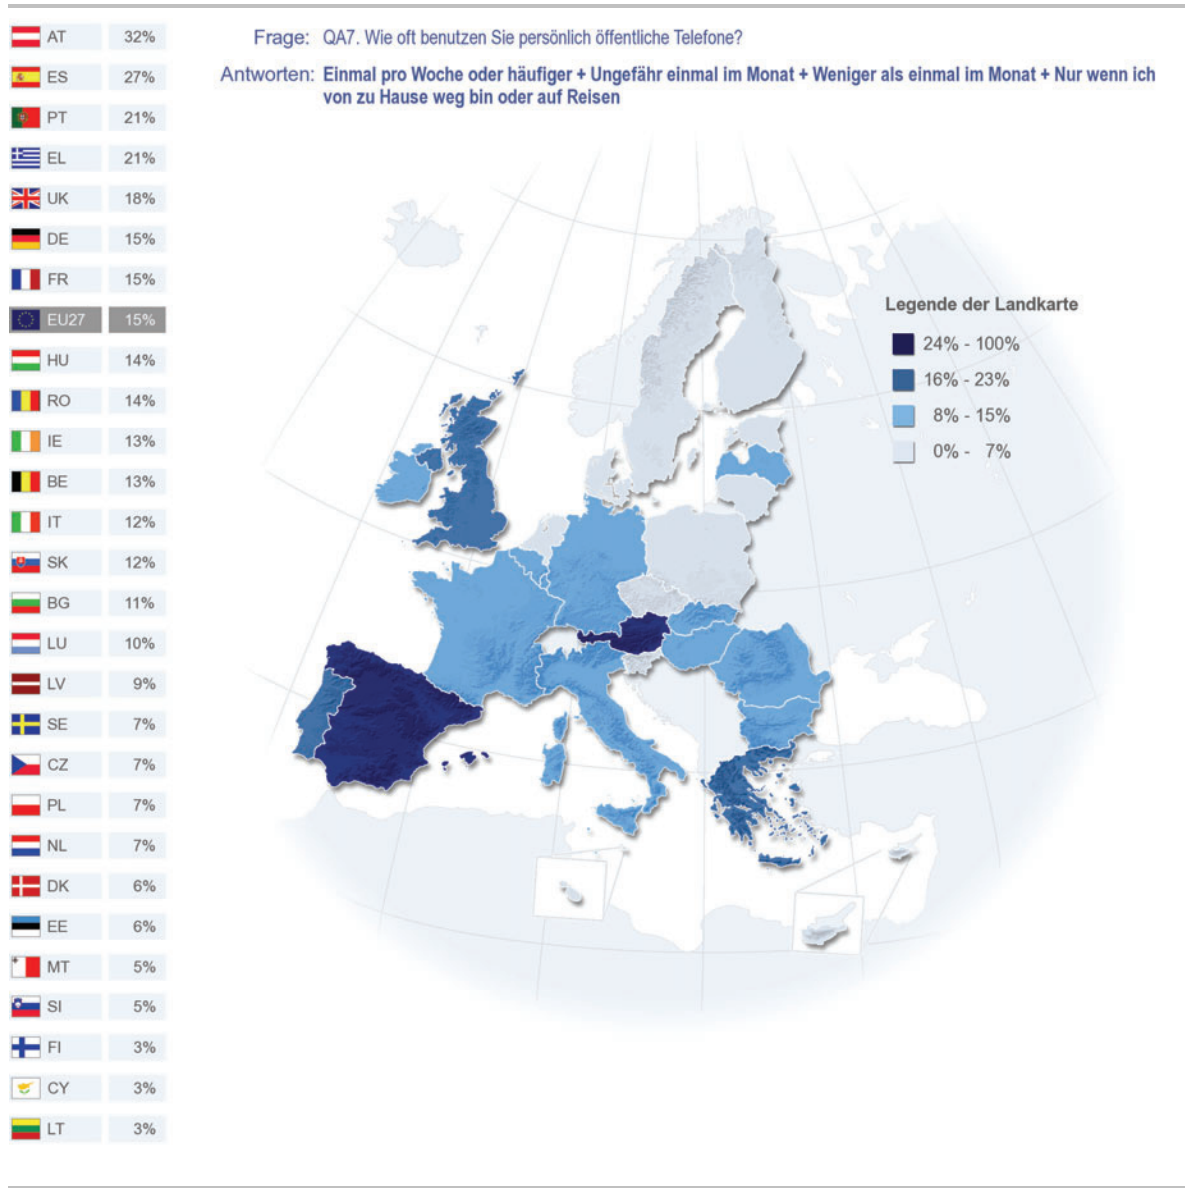 Frage: QA7. Wie oft benutzen Sie persönlich öffentliche Telefone?
Antworten: Einmal pro Woche oder häufiger + Ungefähr einmal im Monat + Weniger als einmal im Monat + Nur wenn ich
von zu Hause weg bin oder auf Reisen
AT 32%
ES 27%
PT 21%
EL 21%
UK 18%
DE 15%
FR 15%
EU27 15%
HU 14%
RO 14%
IE 13%
BE 13%
IT 12%
SK 12%
BG 11%
LU 10%
LV 9%
SE 7%
CZ 7%
PL 7%
NL 7%
DK 6%
EE 6%
MT 5%
SI 5%
FI 3%
CY 3%
LT 3%
Legende der Landkarte
24% - 100%
16% - 23%
8% - 15%
0% - 7%